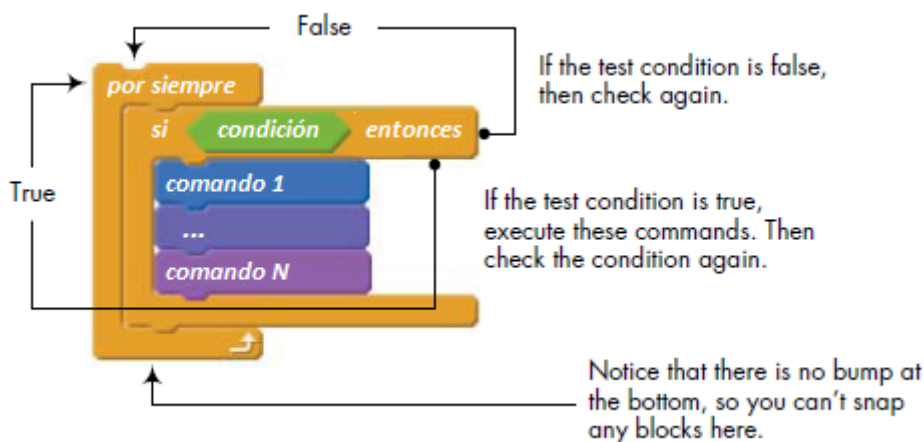 False
If the test condition is false,
then check again.
por siempre
si condición entonces
True
comando 1
...
comando N
If the test condition is true,
execute these commands. Then
check the condition again.
Notice that there is no bump at
the bottom, so you can't snap
any blocks here.